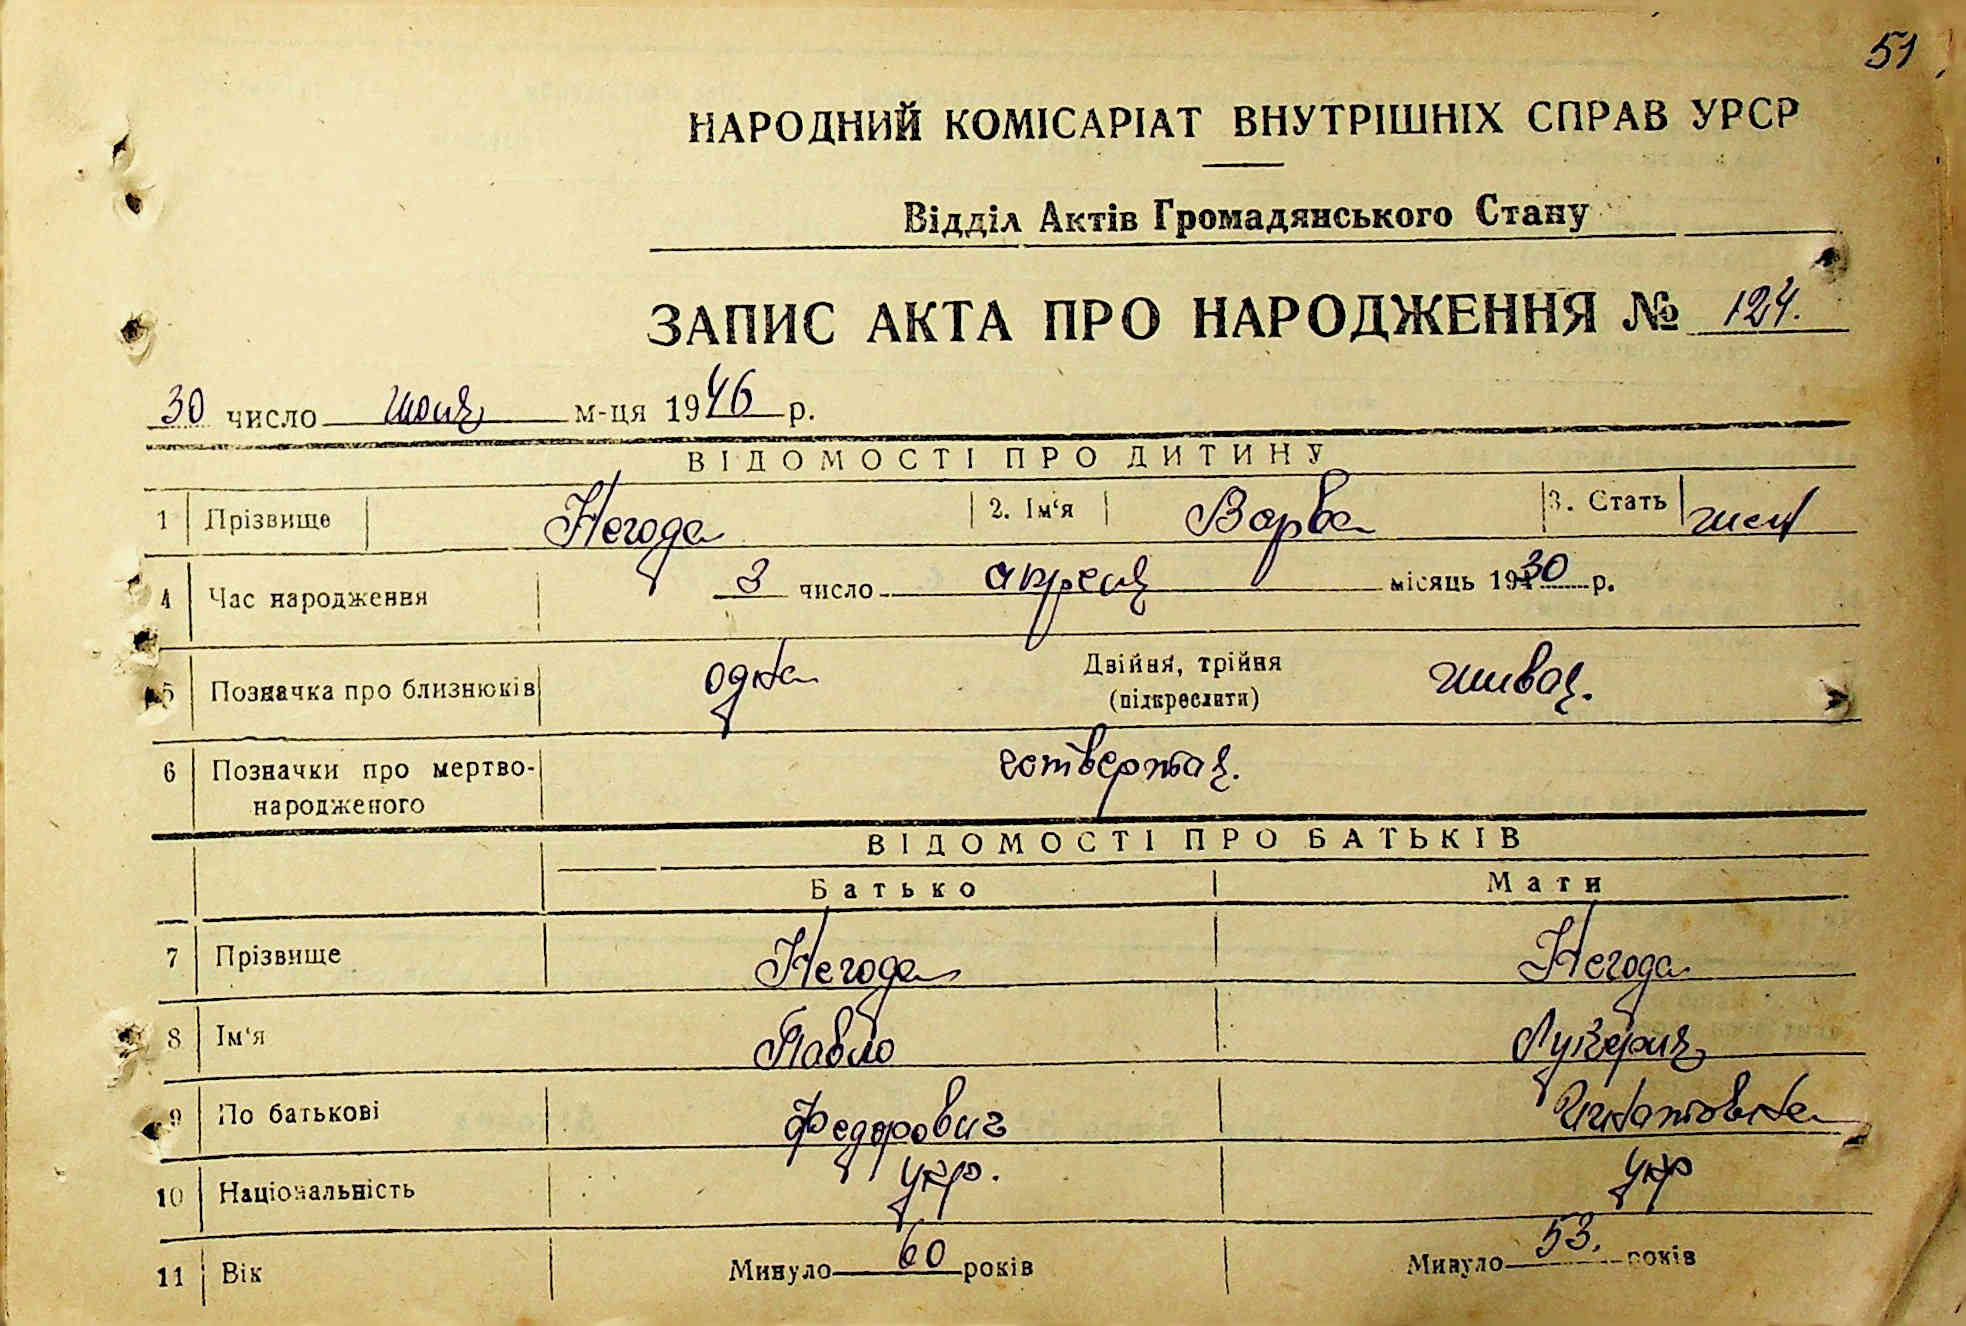 51
НАРОДНИЙ КОМІСАРІАТ ВНУТРІШНІХ СПРАВ УРСР
Відділ Актів Громадянського Стану
ЗАПИС АКТА ПРО НАРОДЖЕННЯ № 124.
30 число м-ця 1946 р.
ВІДОМОСТІ ПРО ДИТИНУ
1 Прізвище Негода 2. Ім'я Варва 3. Стать жен
4 Час народження 3 число апреля місяць 1930 р.
5 Позначка про близнюків одна Двійня, трійня (підкреслити) живая.
6 Позначки про мертво-
народженого четвертая.
ВІДОМОСТІ ПРО БАТЬКІВ
Батько Мати
7 Прізвище Негода Негода
8 Ім'я Павло Лукерия
9 По батькові Федорович Игнатовна
10 Національність укр. укр
11 Вік Минуло 60 років Минуло 53. років